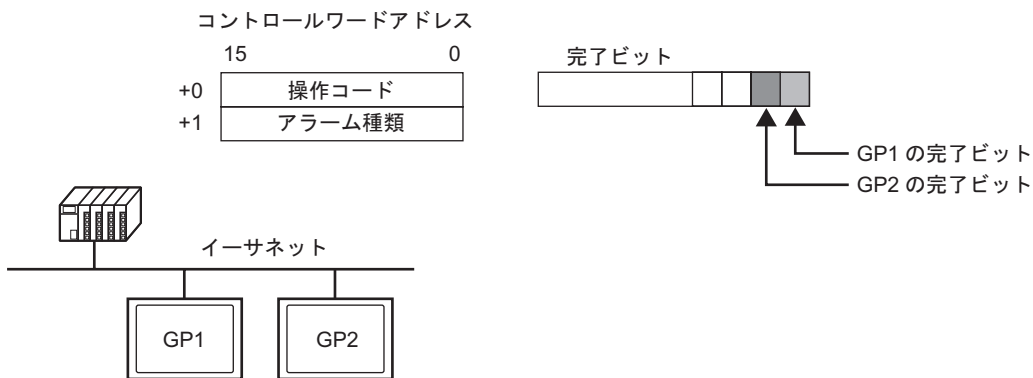 コントロールワードアドレス
15 0
+0 操作コード
+1 アラーム種類
完了ビット
GP1 の完了ビット
GP2 の完了ビット
イーサネット
GP1 GP2